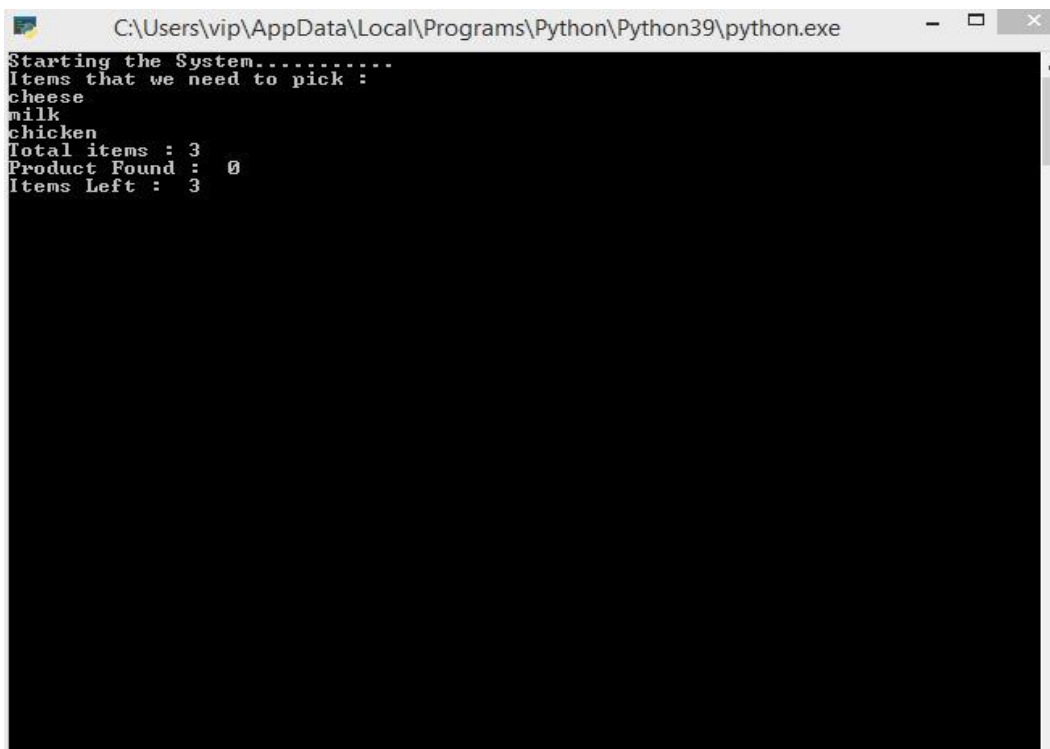 C:\Users\vip\AppData\Local\Programs\Python\Python39\python.exe
Starting the System...........
Items that we need to pick :
cheese
milk
chicken
Total items : 3
Product Found :  0
Items Left :  3